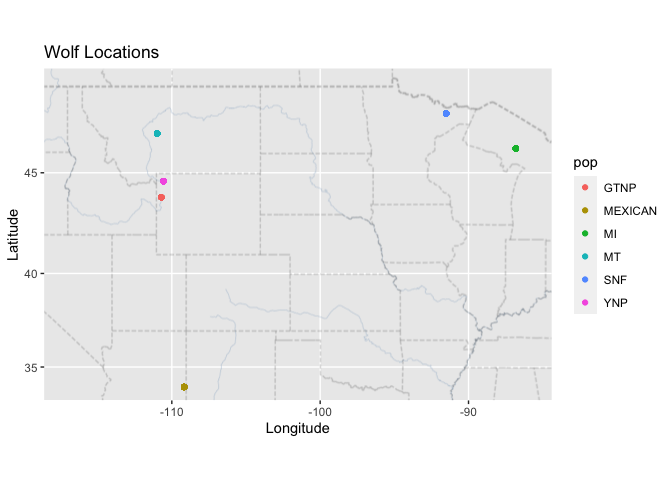 Wolf Locations
Latitude
45
40
35
-110
-100
-90
Longitude
pop
GTNP
MEXICAN
MI
MT
SNF
YNP